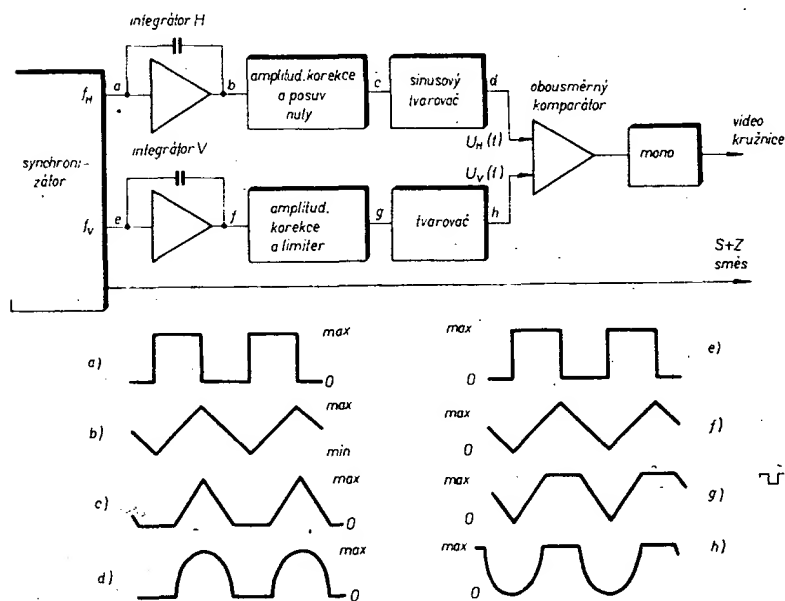 integrátor H
a
b
c
d
f_H
amplitud. korekce
a posuv
nuly
sinusový
tvarovač
obousměrný
komparátor
U_H (t)
U_V (t)
mono
video
kružnice
synchroni-
zátor
integrátor V
f_V
e
f
g
h
amplitud.
korekce
a limiter
tvarovač
S+Z
směs
a)
max
0
b)
max
min
c)
max
0
d)
max
0
max
0
e)
max
0
f)
max
0
g)
max
0
h)